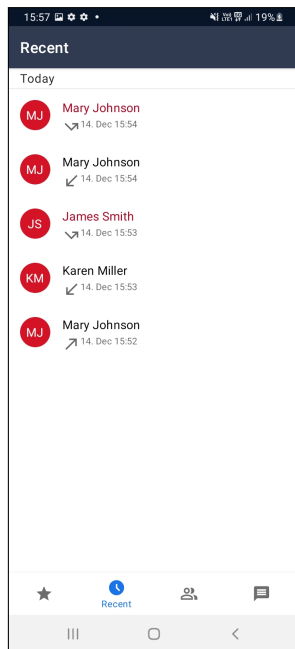 15:57
19%
Recent
Today
MJ
Mary Johnson
14. Dec 15:54
MJ
Mary Johnson
14. Dec 15:54
JS
James Smith
14. Dec 15:53
KM
Karen Miller
14. Dec 15:53
MJ
Mary Johnson
14. Dec 15:52
Recent